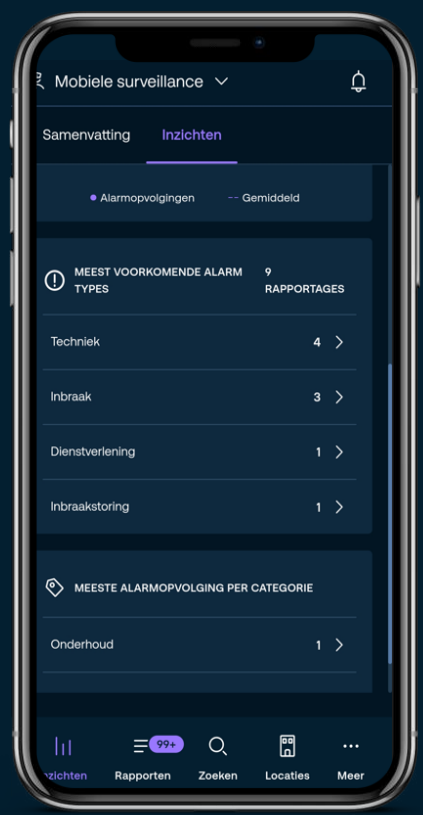 Mobiele surveillance
Samenvatting Inzichten
Alarmopvolgingen -- Gemiddeld
MEEST VOORKOMENDE ALARM TYPES 9 RAPPORTAGES
Techniek 4
Inbraak 3
Dienstverlening 1
Inbraakstoring 1
MEESTE ALARMOPVOLGING PER CATEGORIE
Onderhoud 1
99+
nzichten Rapporten Zoeken Locaties Meer